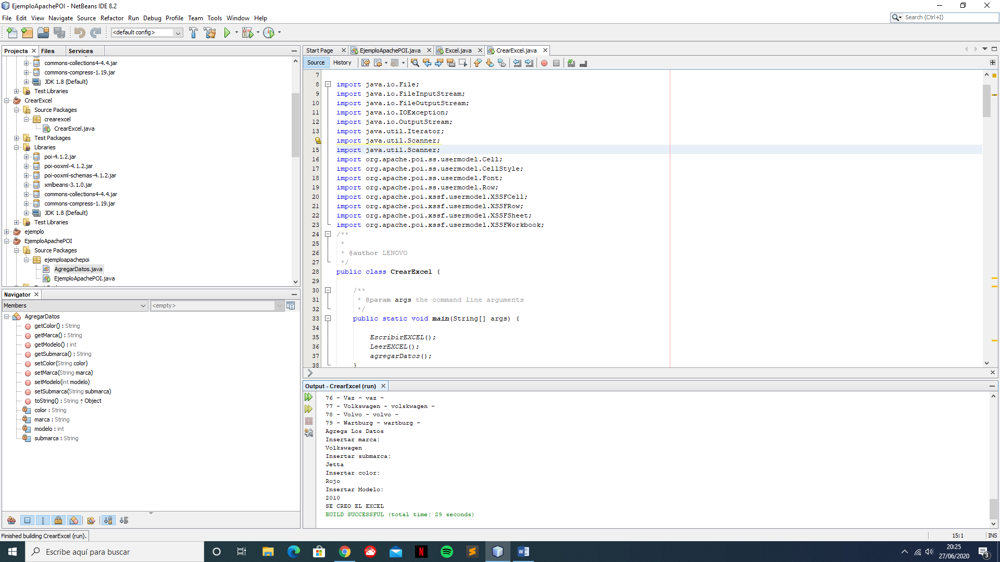 EjemploApachePOI - NetBeans IDE 8.2
File Edit View Navigate Source Refactor Run Debug Profile Team Tools Window Help
Search (Ctrl+I)
<default config>
Projects Files Services
commons-collections4-4.4.jar
commons-compress-1.19.jar
JDK 1.8 (Default)
Test Libraries
CrearExcel
Source Packages
crearexcel
CrearExcel.java
Test Packages
Libraries
poi-4.1.2.jar
poi-ooxml-4.1.2.jar
poi-ooxml-schemas-4.1.2.jar
xmlbeans-3.1.0.jar
commons-collections4-4.4.jar
commons-compress-1.19.jar
JDK 1.8 (Default)
Test Libraries
ejemplo
EjemploApachePOI
Source Packages
ejemploapachepoi
AgregarDatos.java
EjemploApachePOI.java
Navigator
Members <empty>
AgregarDatos
getColor() : String
getMarca() : String
getModelo() : int
getSubmarca() : String
setColor(String color)
setMarca(String marca)
setModelo(int modelo)
setSubmarca(String submarca)
toString() : String ↑ Object
color : String
marca : String
modelo : int
submarca : String
Start Page EjemploApachePOI.java Excel.java CrearExcel.java
Source History
7
8 import java.io.File;
9 import java.io.FileInputStream;
10 import java.io.FileOutputStream;
11 import java.io.IOException;
12 import java.io.OutputStream;
13 import java.util.Iterator;
import java.util.Scanner;
15 import java.util.Scanner;
16 import org.apache.poi.ss.usermodel.Cell;
17 import org.apache.poi.ss.usermodel.CellStyle;
18 import org.apache.poi.ss.usermodel.Font;
19 import org.apache.poi.ss.usermodel.Row;
20 import org.apache.poi.xssf.usermodel.XSSFCell;
21 import org.apache.poi.xssf.usermodel.XSSFRow;
22 import org.apache.poi.xssf.usermodel.XSSFSheet;
23 import org.apache.poi.xssf.usermodel.XSSFWorkbook;
24 /**
25 *
26 * @author LENOVO
27 */
28 public class CrearExcel {
29
30 /**
31 * @param args the command line arguments
32 */
33 public static void main(String[] args) {
34
35 EscribirEXCEL();
36 LeerEXCEL();
37 agregarDatos();
38 }
Output - CrearExcel (run)
76 - Vaz - vaz -
77 - Volkswagen - volskwagen -
78 - Volvo - volvo -
79 - Wartburg - wartburg -
Agrega Los Datos
Insertar marca:
Volkswagen
Insertar submarca:
Jetta
Insertar color:
Rojo
Insertar Modelo:
2010
SE CREO EL EXCEL
BUILD SUCCESSFUL (total time: 29 seconds)
Finished building CrearExcel (run).
15:1 INS
Escribe aquí para buscar
20:25
27/06/2020
3